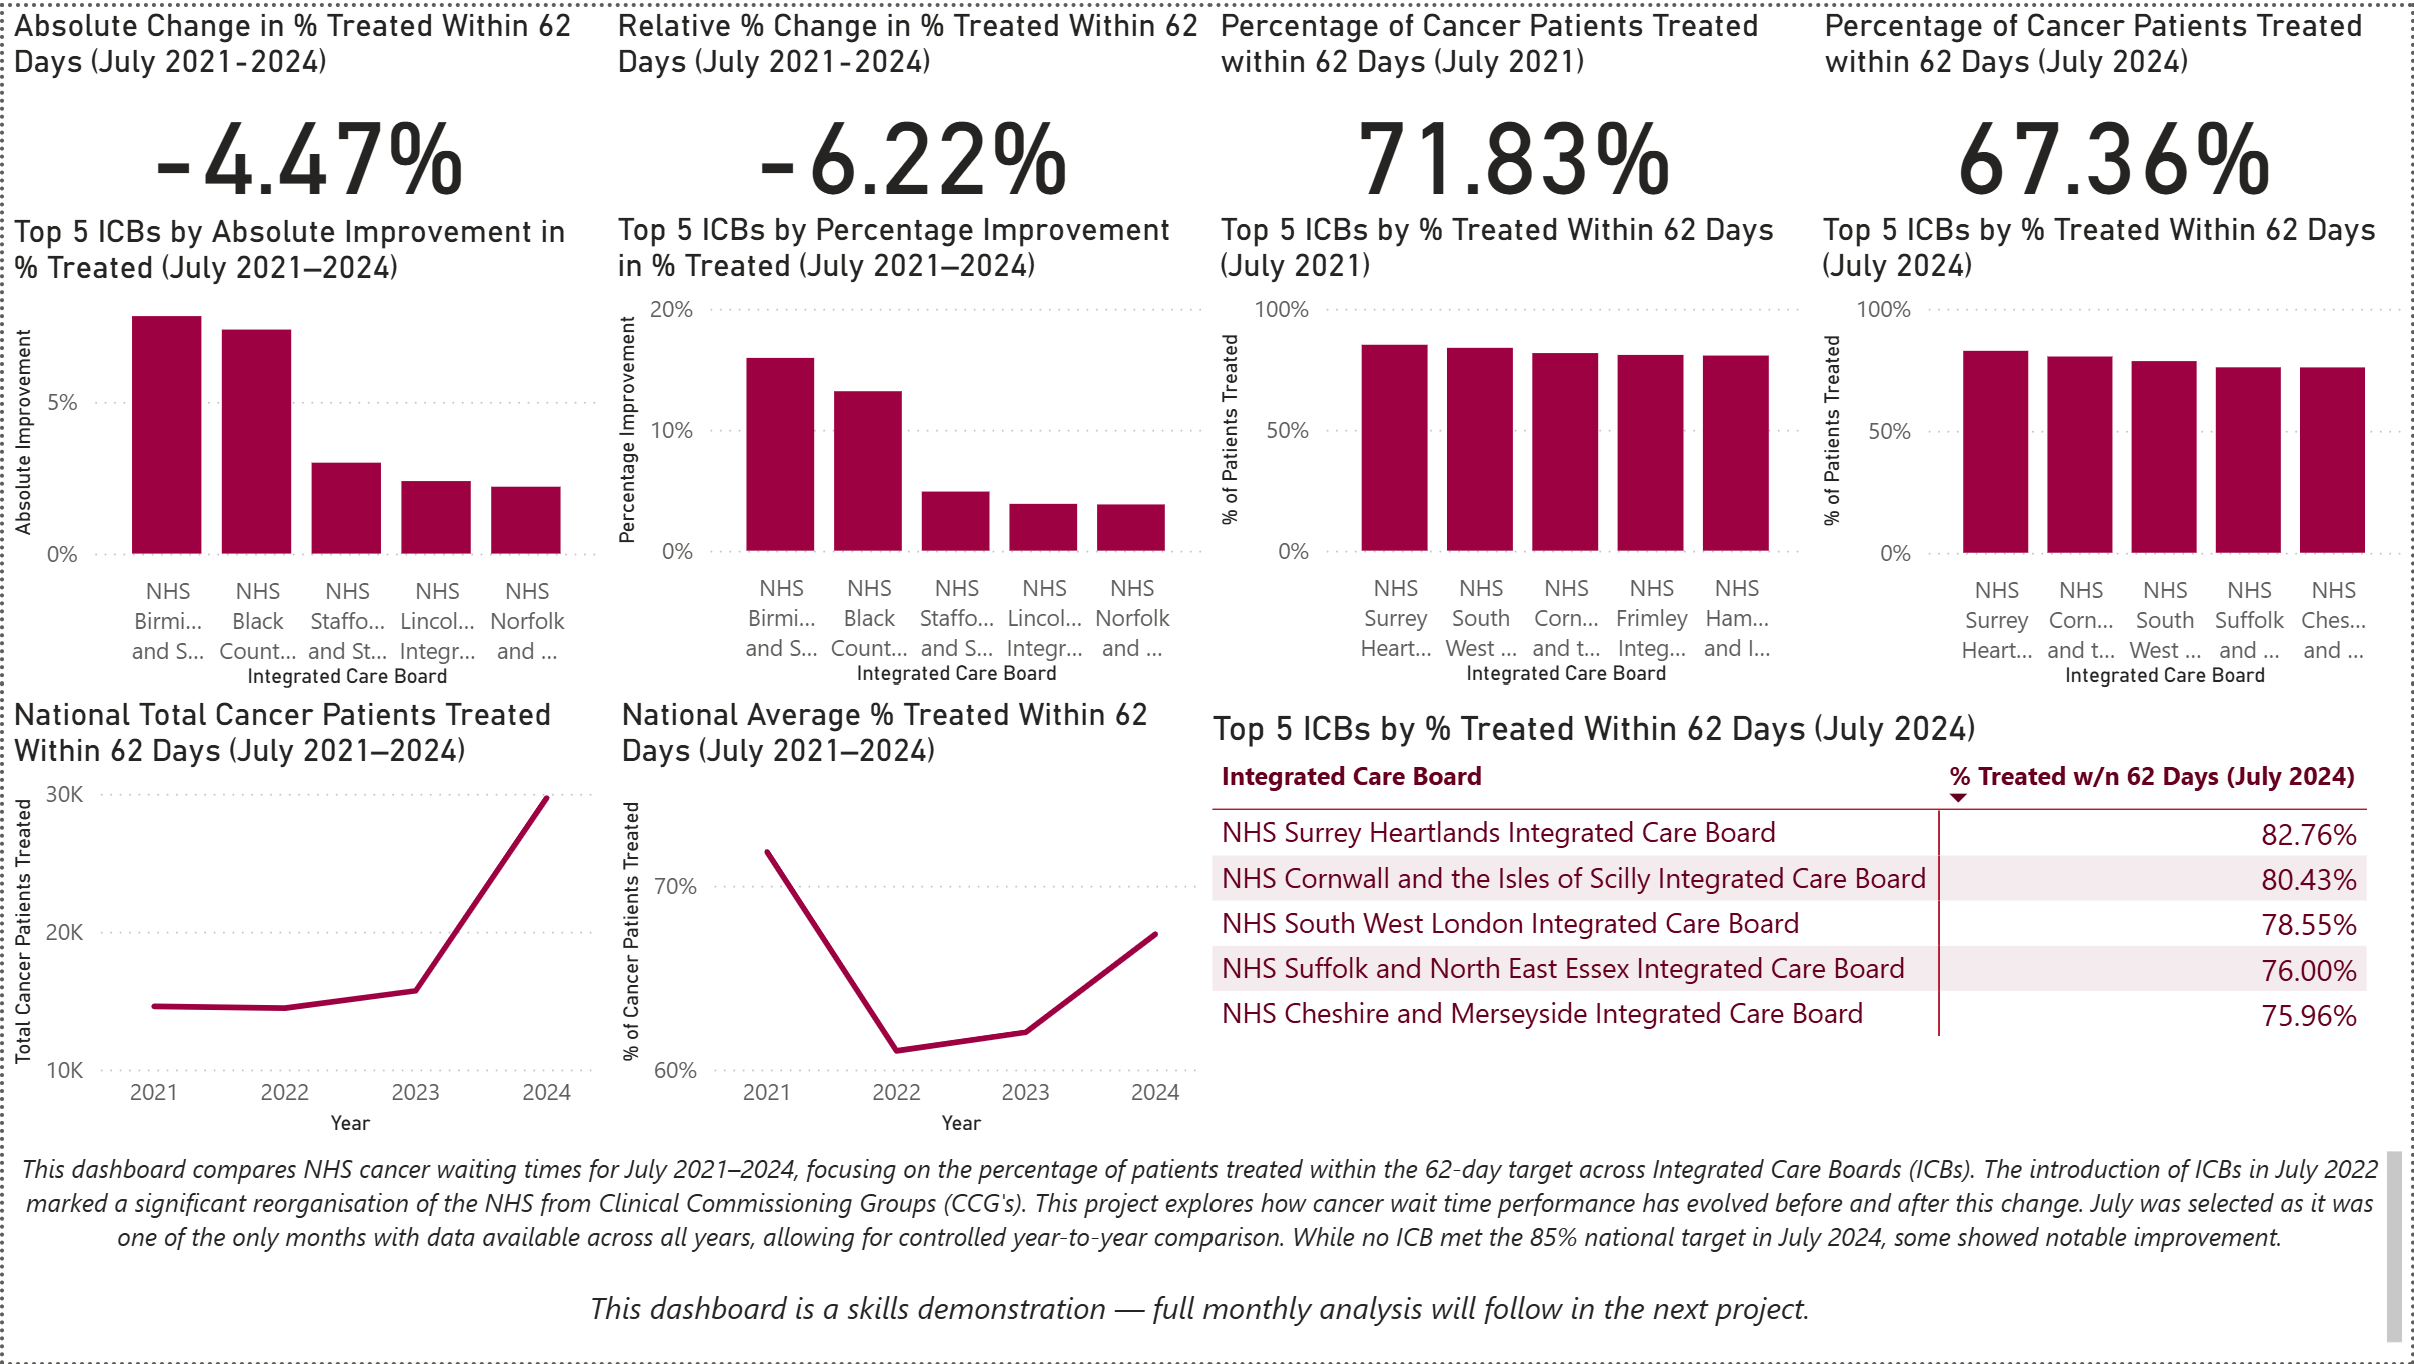 Absolute Change in % Treated Within 62
Days (July 2021-2024)
-4.47%
Relative % Change in % Treated Within 62
Days (July 2021-2024)
-6.22%
Percentage of Cancer Patients Treated
within 62 Days (July 2021)
71.83%
Percentage of Cancer Patients Treated
within 62 Days (July 2024)
67.36%
Top 5 ICBs by Absolute Improvement in
% Treated (July 2021–2024)
Absolute Improvement
5%
0%
NHS
Birmi...
and S...
NHS
Black
Count...
NHS
Staffo...
and St...
NHS
Lincol...
Integr...
NHS
Norfolk
and ...
Integrated Care Board
Top 5 ICBs by Percentage Improvement
in % Treated (July 2021–2024)
Percentage Improvement
20%
10%
0%
NHS
Birmi...
and S...
NHS
Black
Count...
NHS
Staffo...
and S...
NHS
Lincol...
Integr...
NHS
Norfolk
and ...
Integrated Care Board
Top 5 ICBs by % Treated Within 62 Days
(July 2021)
% of Patients Treated
100%
50%
0%
NHS
Surrey
Heart...
NHS
South
West ...
NHS
Corn...
and t...
NHS
Frimley
Integ...
NHS
Ham...
and I...
Integrated Care Board
Top 5 ICBs by % Treated Within 62 Days
(July 2024)
% of Patients Treated
100%
50%
0%
NHS
Surrey
Heart...
NHS
Corn...
and t...
NHS
South
West ...
NHS
Suffolk
and ...
NHS
Ches...
and ...
Integrated Care Board
National Total Cancer Patients Treated
Within 62 Days (July 2021–2024)
Total Cancer Patients Treated
30K
20K
10K
2021 2022 2023 2024
Year
National Average % Treated Within 62
Days (July 2021–2024)
% of Cancer Patients Treated
70%
60%
2021 2022 2023 2024
Year
Top 5 ICBs by % Treated Within 62 Days (July 2024)
Integrated Care Board % Treated w/n 62 Days (July 2024)
NHS Surrey Heartlands Integrated Care Board 82.76%
NHS Cornwall and the Isles of Scilly Integrated Care Board 80.43%
NHS South West London Integrated Care Board 78.55%
NHS Suffolk and North East Essex Integrated Care Board 76.00%
NHS Cheshire and Merseyside Integrated Care Board 75.96%
This dashboard compares NHS cancer waiting times for July 2021–2024, focusing on the percentage of patients treated within the 62-day target across Integrated Care Boards (ICBs). The introduction of ICBs in July 2022
marked a significant reorganisation of the NHS from Clinical Commissioning Groups (CCG's). This project explores how cancer wait time performance has evolved before and after this change. July was selected as it was
one of the only months with data available across all years, allowing for controlled year-to-year comparison. While no ICB met the 85% national target in July 2024, some showed notable improvement.
This dashboard is a skills demonstration — full monthly analysis will follow in the next project.